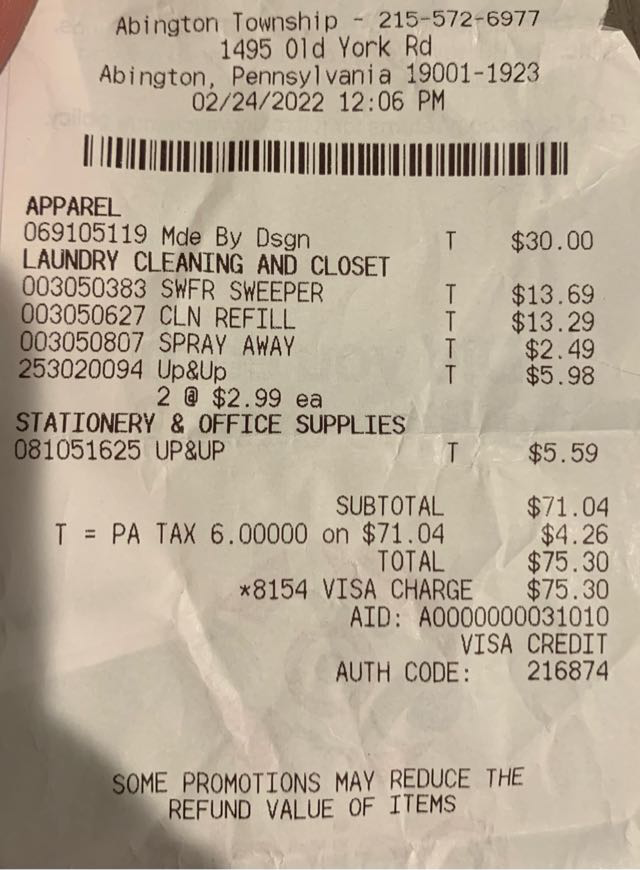 Abington Township - 215-572-6977
1495 Old York Rd
Abington, Pennsylvania 19001-1923
02/24/2022 12:06 PM
APPAREL
069105119 Mde By Dsgn T $30.00
LAUNDRY CLEANING AND CLOSET
003050383 SWFR SWEEPER T $13.69
003050627 CLN REFILL T $13.29
003050807 SPRAY AWAY T $2.49
253020094 Up&Up T $5.98
2 @ $2.99 ea
STATIONERY & OFFICE SUPPLIES
081051625 UP&UP T $5.59
SUBTOTAL $71.04
T = PA TAX 6.00000 on $71.04 $4.26
TOTAL $75.30
*8154 VISA CHARGE $75.30
AID: A0000000031010
VISA CREDIT
AUTH CODE: 216874
SOME PROMOTIONS MAY REDUCE THE
REFUND VALUE OF ITEMS